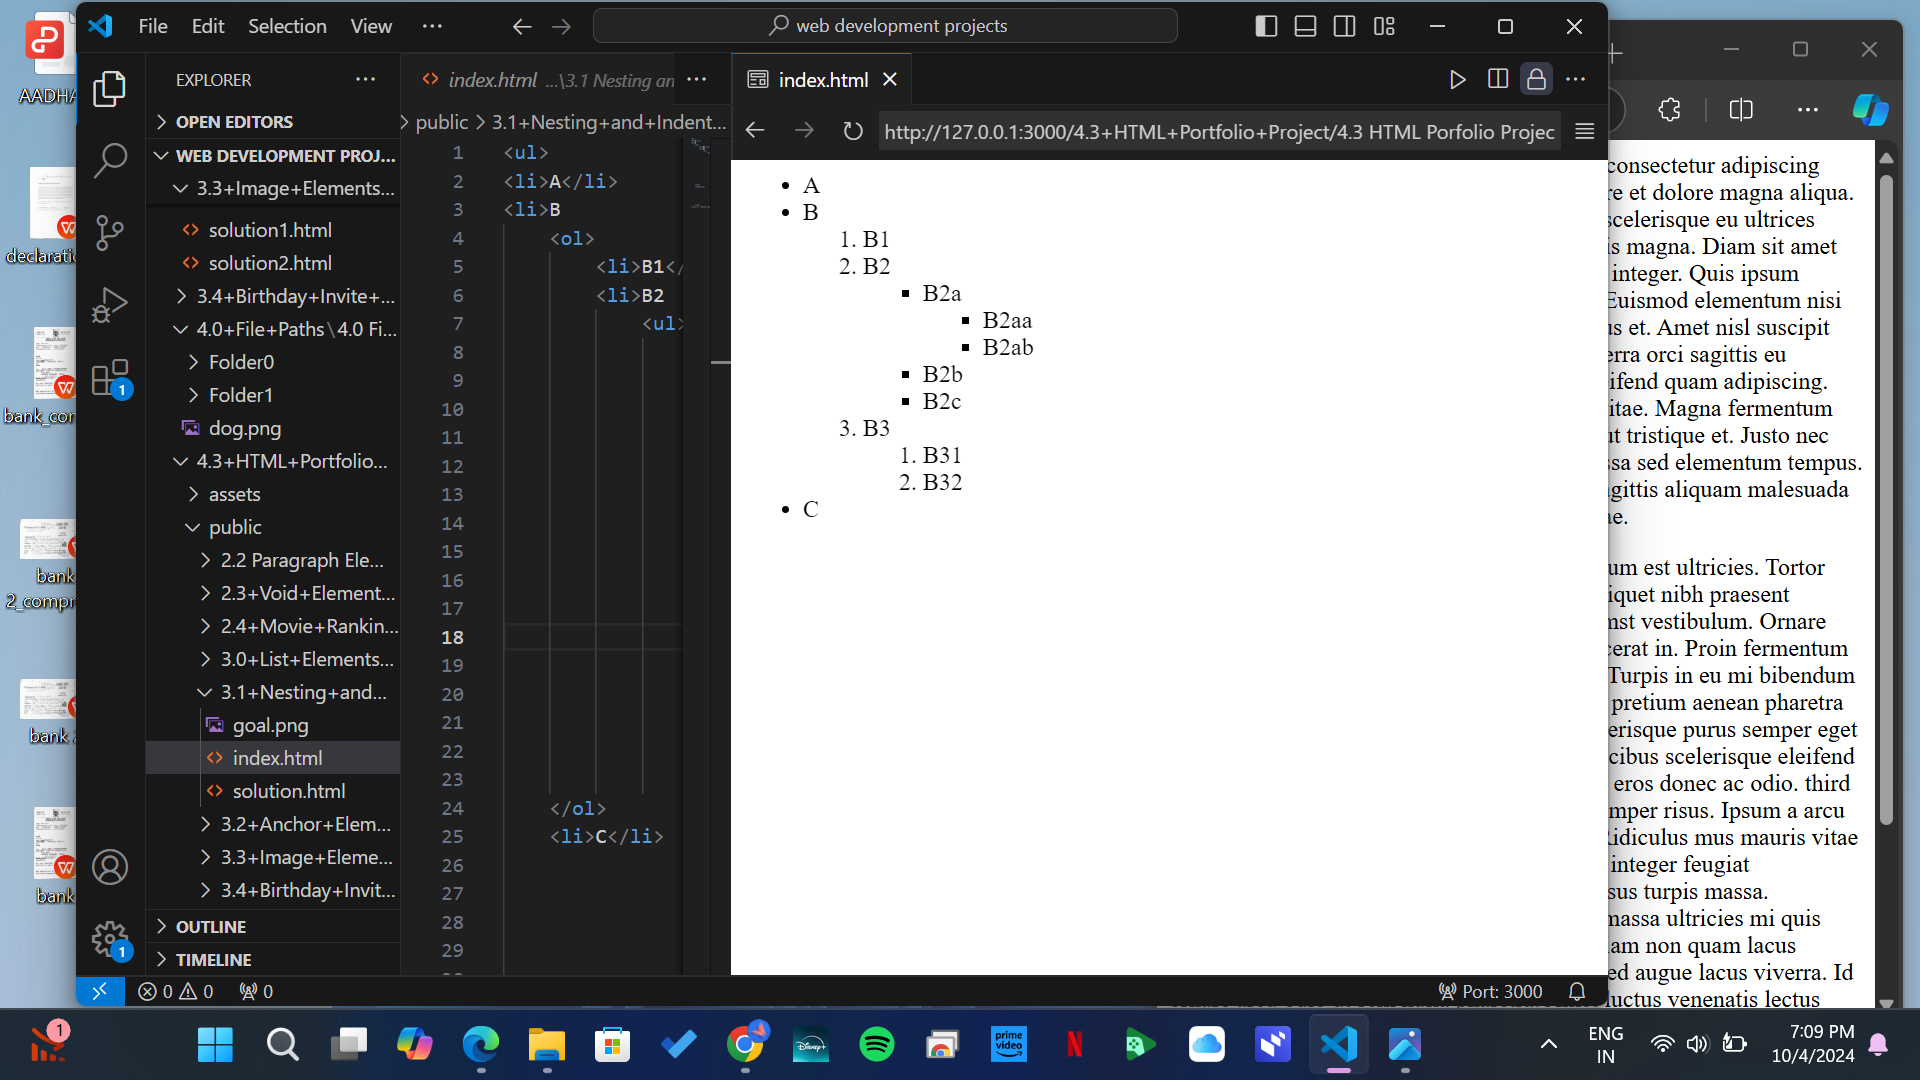 File Edit Selection View ··· web development projects
EXPLORER
OPEN EDITORS
WEB DEVELOPMENT PROJ...
3.3+Image+Elements...
solution1.html
solution2.html
3.4+Birthday+Invite+...
4.0+File+Paths\4.0 Fi...
Folder0
Folder1
dog.png
4.3+HTML+Portfolio...
assets
public
2.2 Paragraph Ele...
2.3+Void+Element...
2.4+Movie+Rankin...
3.0+List+Elements...
3.1+Nesting+and...
goal.png
index.html
solution.html
3.2+Anchor+Elem...
3.3+Image+Eleme...
3.4+Birthday+Invit...
OUTLINE
TIMELINE
index.html ...\3.1 Nesting an
public > 3.1+Nesting+and+Indent...
1 <ul>
2 <li>A</li>
3 <li>B
4 <ol>
5 <li>B1</
6 <li>B2
7 <ul>
8
9
10
11
12
13
14
15
16
17
18
19
20
21
22
23
24 </ol>
25 <li>C</li>
26
27
28
29
index.html
http://127.0.0.1:3000/4.3+HTML+Portfolio+Project/4.3 HTML Porfolio Projec
• A
• B
1. B1
2. B2
▪ B2a
▪ B2aa
▪ B2ab
▪ B2b
▪ B2c
3. B3
1. B31
2. B32
• C
0 0 0
Port: 3000
consectetur adipiscing
re et dolore magna aliqua.
scelerisque eu ultrices
is magna. Diam sit amet
integer. Quis ipsum
Euismod elementum nisi
us et. Amet nisl suscipit
erra orci sagittis eu
ifend quam adipiscing.
itae. Magna fermentum
ut tristique et. Justo nec
ssa sed elementum tempus.
gittis aliquam malesuada
ae.
um est ultricies. Tortor
iquet nibh praesent
nst vestibulum. Ornare
cerat in. Proin fermentum
Turpis in eu mi bibendum
pretium aenean pharetra
erisque purus semper eget
cibus scelerisque eleifend
eros donec ac odio. third
mper risus. Ipsum a arcu
Ridiculus mus mauris vitae
integer feugiat
sus turpis massa.
massa ultricies mi quis
am non quam lacus
ed augue lacus viverra. Id
luctus venenatis lectus
AADHA
declaratio
bank_con
bank
2_compr
bank
bank
1
1
1
Disney+
prime video
N
ENG
IN
7:09 PM
10/4/2024